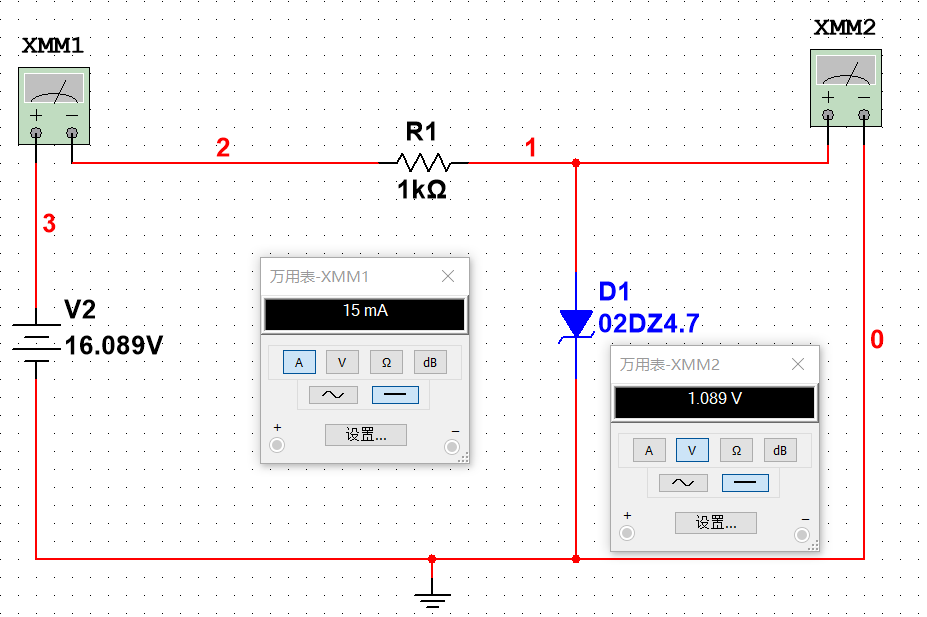 XMM1
XMM2
+ −
+ −
R1
2
1
1kΩ
3
V2
16.089V
D1
02DZ4.7
0
万用表-XMM1
15 mA
A V Ω dB
设置...
+ −
万用表-XMM2
1.089 V
A V Ω dB
设置...
+ −